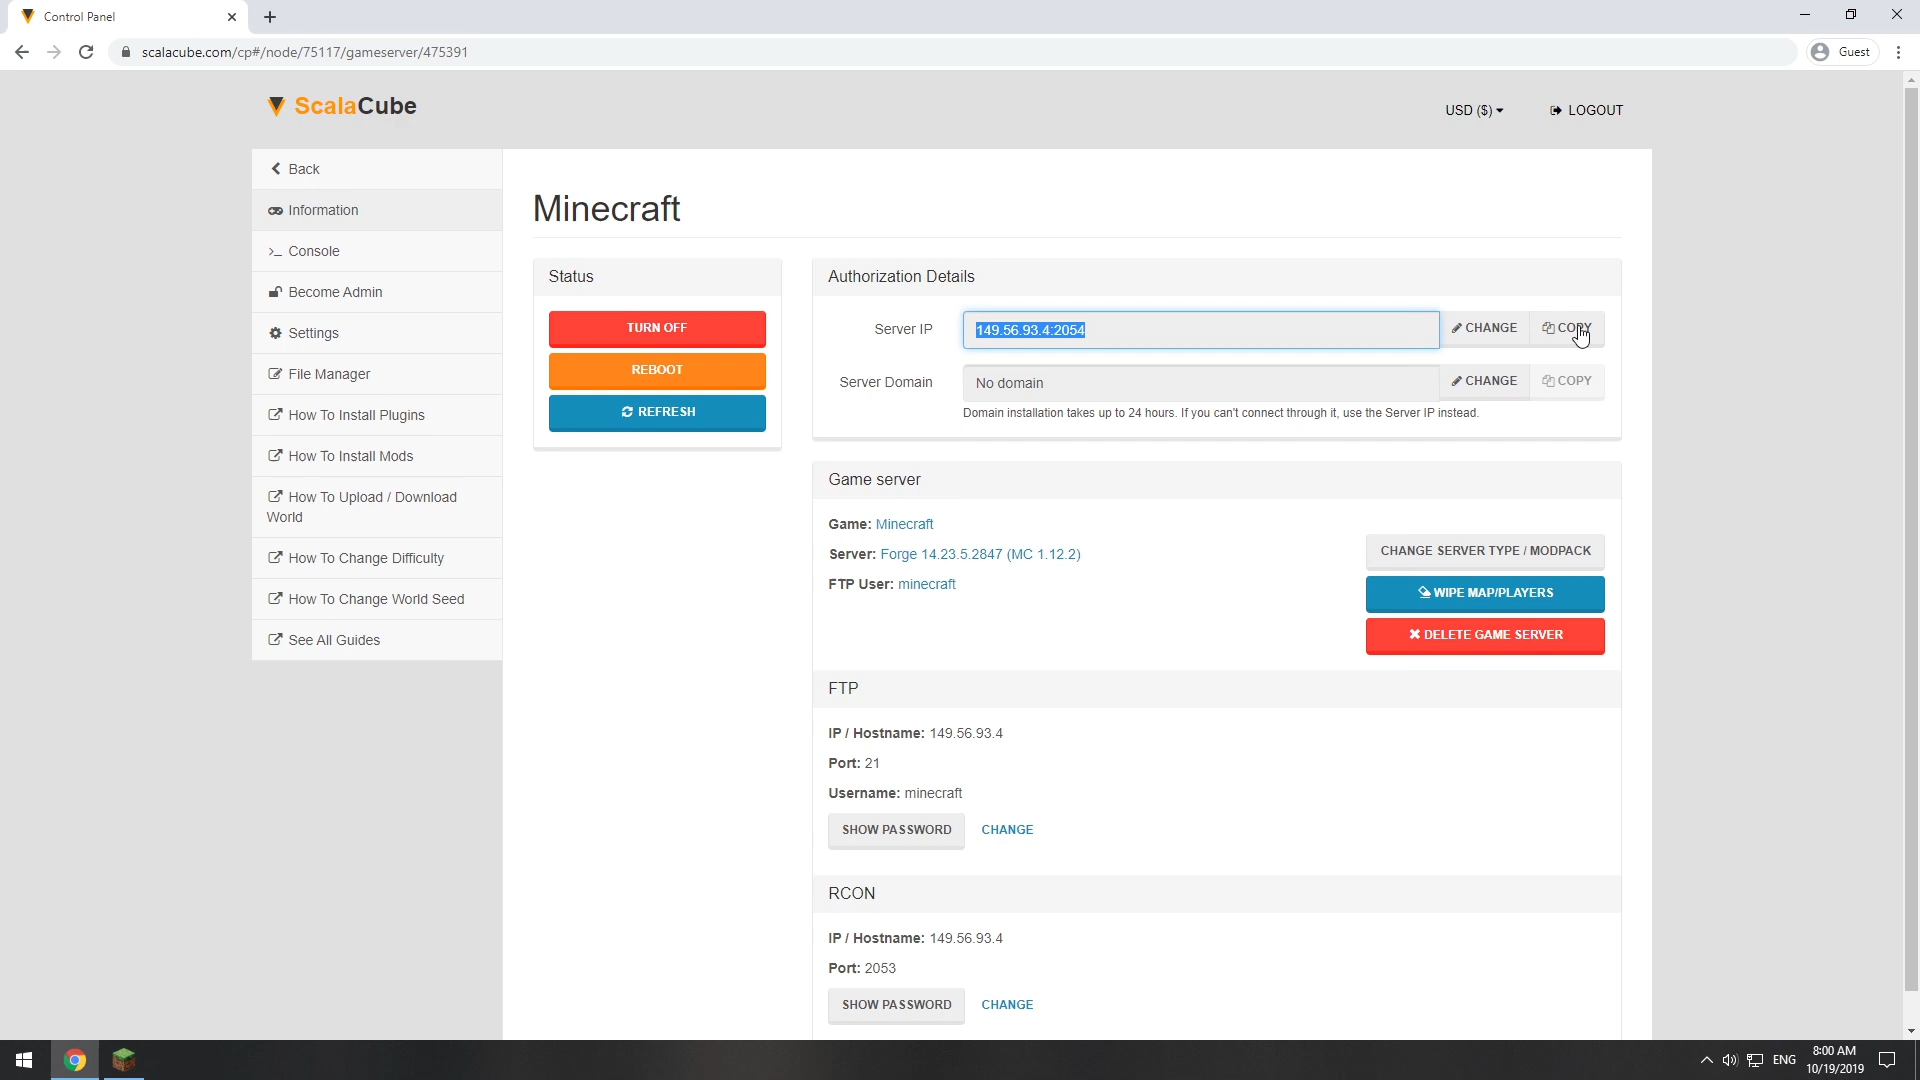 Control Panel
scalacube.com/cp#/node/75117/gameserver/475391
Guest
ScalaCube
USD ($)
LOGOUT
Back
Information
Console
Become Admin
Settings
File Manager
How To Install Plugins
How To Install Mods
How To Upload / Download
World
How To Change Difficulty
How To Change World Seed
See All Guides
Minecraft
Status
TURN OFF
REBOOT
REFRESH
Authorization Details
Server IP
149.56.93.4:2054
CHANGE
COPY
Server Domain
No domain
CHANGE
COPY
Domain installation takes up to 24 hours. If you can't connect through it, use the Server IP instead.
Game server
Game: Minecraft
Server: Forge 14.23.5.2847 (MC 1.12.2)
FTP User: minecraft
CHANGE SERVER TYPE / MODPACK
WIPE MAP/PLAYERS
DELETE GAME SERVER
FTP
IP / Hostname: 149.56.93.4
Port: 21
Username: minecraft
SHOW PASSWORD
CHANGE
RCON
IP / Hostname: 149.56.93.4
Port: 2053
SHOW PASSWORD
CHANGE
ENG
8:00 AM
10/19/2019